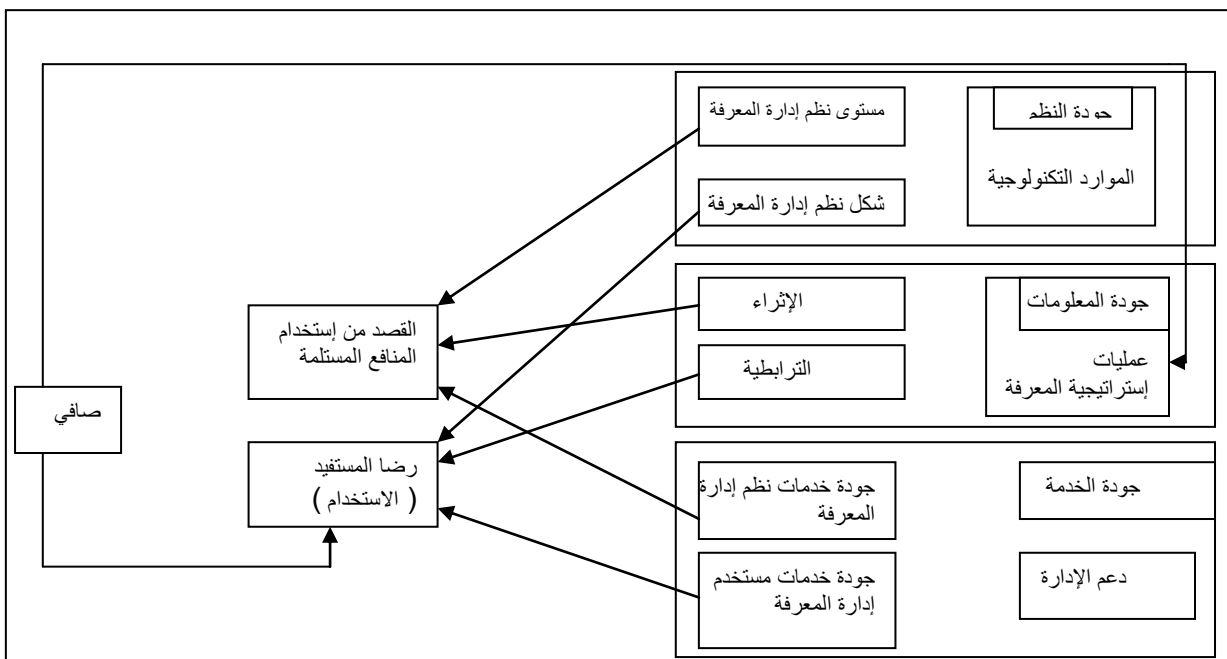 جودة النظم
الموارد التكنولوجية
مستوى نظم إدارة المعرفة
شكل نظم إدارة المعرفة
جودة المعلومات
عمليات
إستراتيجية المعرفة
الإثراء
الترابطية
القصد من إستخدام
المنافع المستلمة
صافي
رضا المستفيد
( الاستخدام )
جودة الخدمة
دعم الإدارة
جودة خدمات نظم إدارة
المعرفة
جودة خدمات مستخدم
إدارة المعرفة